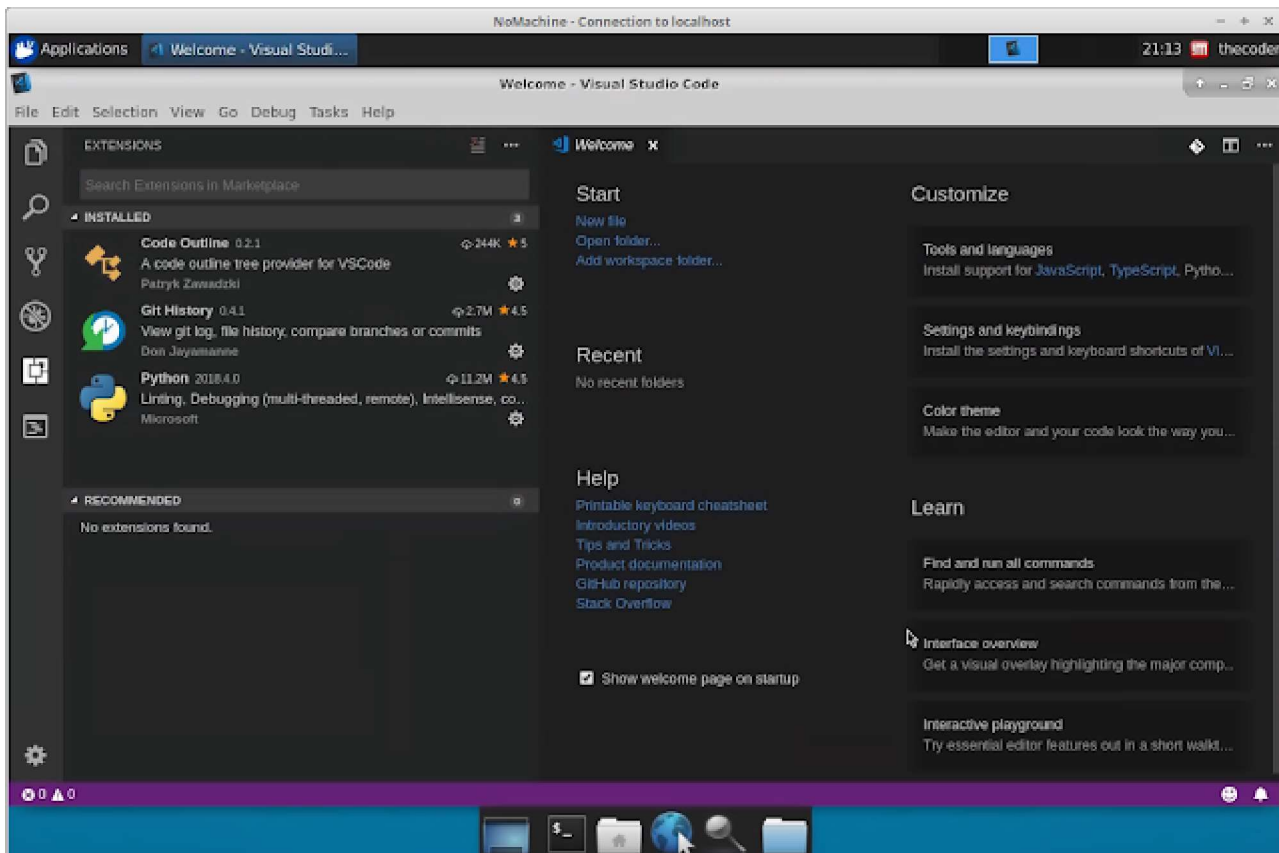 NoMachine - Connection to localhost
Applications
Welcome - Visual Studi...
21:13
thecoder
Welcome - Visual Studio Code
File Edit Selection View Go Debug Tasks Help
EXTENSIONS
Welcome
Search Extensions in Marketplace
INSTALLED 3
Code Outline 0.2.1 244K 5
A code outline tree provider for VSCode
Patryk Zawadzki
Git History 0.4.1 2.7M 4.5
View git log, file history, compare branches or commits
Don Jayamanne
Python 2018.4.0 11.2M 4.5
Linting, Debugging (multi-threaded, remote), Intellisense, co...
Microsoft
RECOMMENDED 0
No extensions found.
Start
New file
Open folder...
Add workspace folder...
Recent
No recent folders
Help
Printable keyboard cheatsheet
Introductory videos
Tips and Tricks
Product documentation
GitHub repository
Stack Overflow
Show welcome page on startup
Customize
Tools and languages
Install support for JavaScript, TypeScript, Pytho...
Settings and keybindings
Install the settings and keyboard shortcuts of Vi...
Color theme
Make the editor and your code look the way you...
Learn
Find and run all commands
Rapidly access and search commands from the...
Interface overview
Get a visual overlay highlighting the major comp...
Interactive playground
Try essential editor features out in a short walkt...
0 0
$_